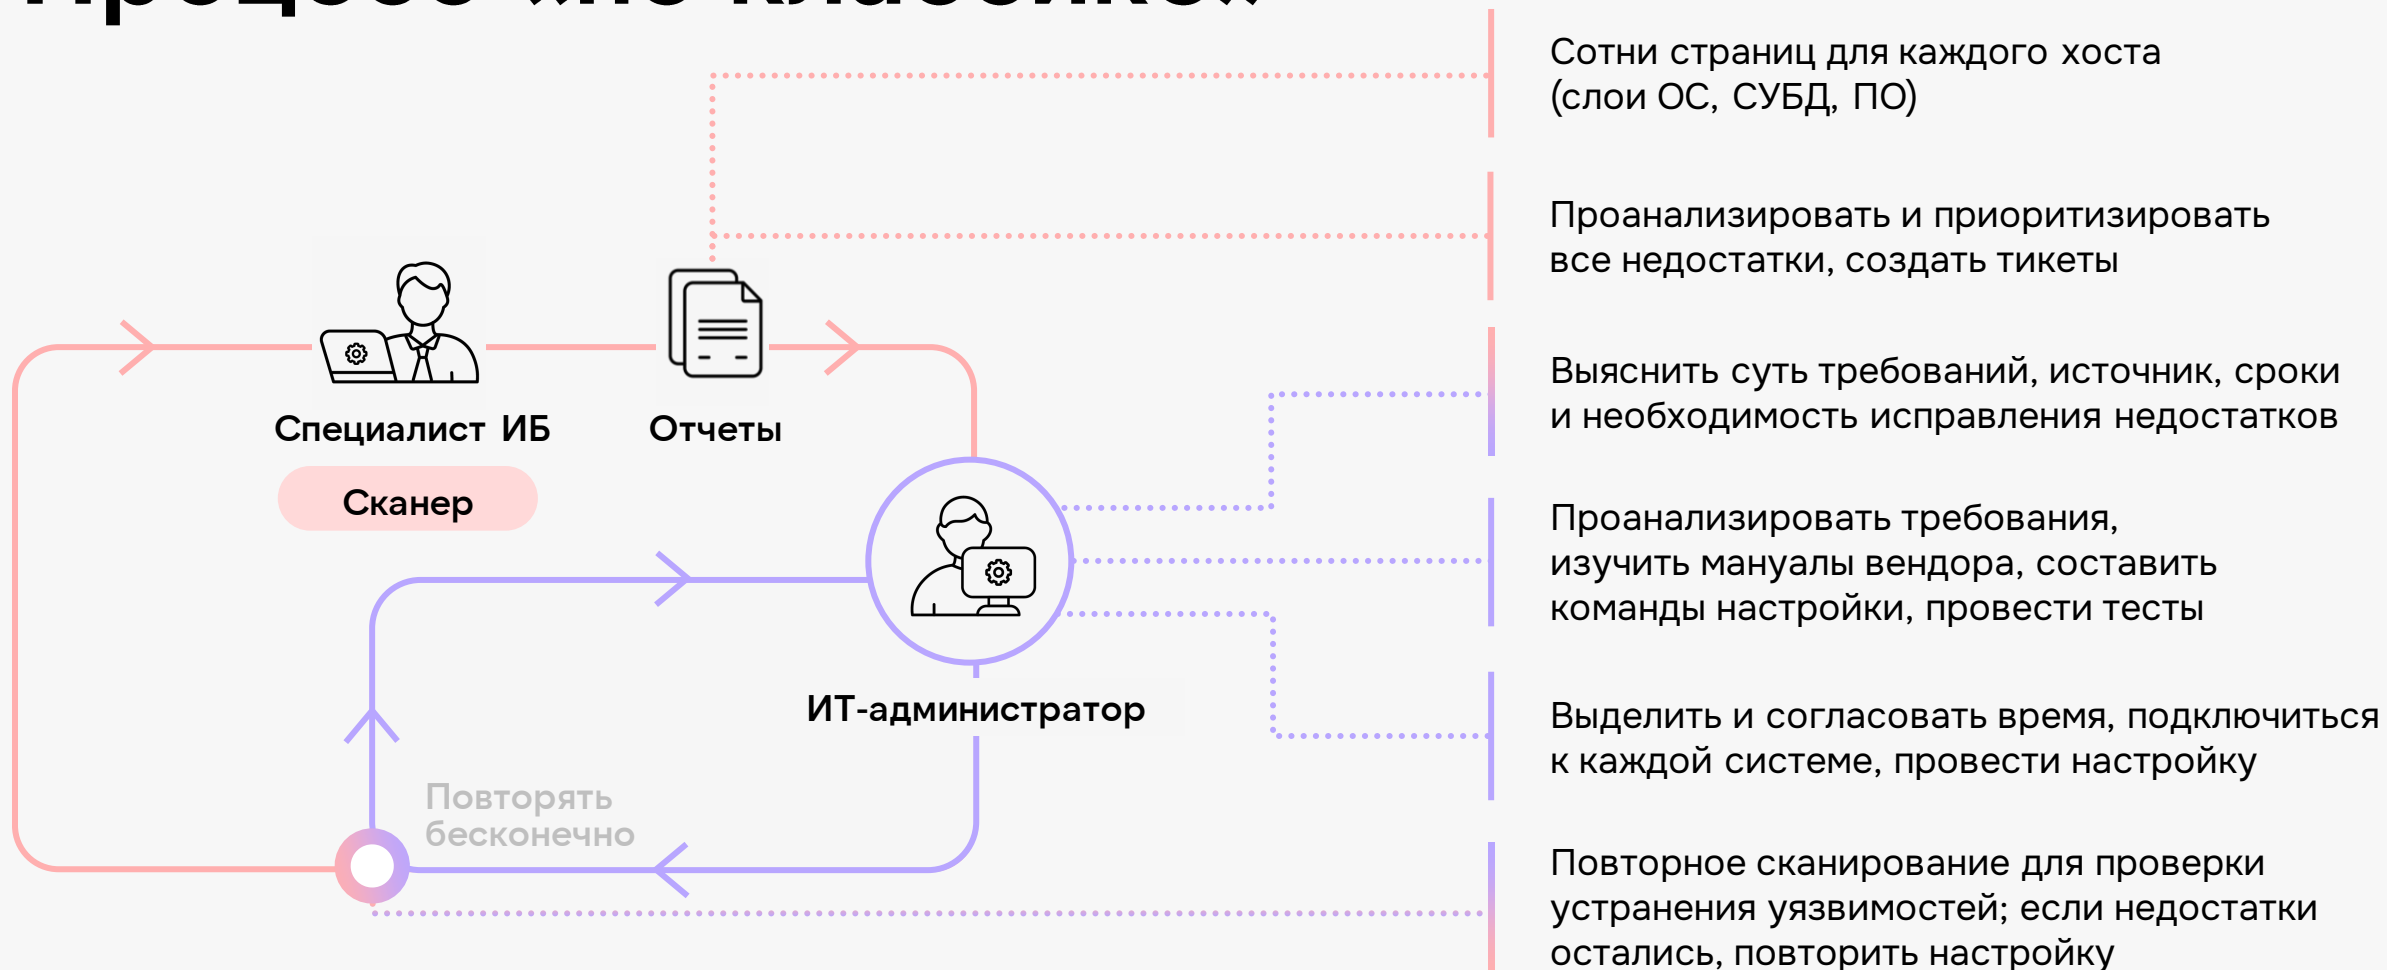 Процесс «по классике»
Сотни страниц для каждого хоста
(слои ОС, СУБД, ПО)
Проанализировать и приоритизировать
все недостатки, создать тикеты
Специалист ИБ
Отчеты
Сканер
Выяснить суть требований, источник, сроки
и необходимость исправления недостатков
Проанализировать требования,
изучить мануалы вендора, составить
команды настройки, провести тесты
ИТ-администратор
Выделить и согласовать время, подключиться
к каждой системе, провести настройку
Повторять
бесконечно
Повторное сканирование для проверки
устранения уязвимостей; если недостатки
остались, повторить настройку